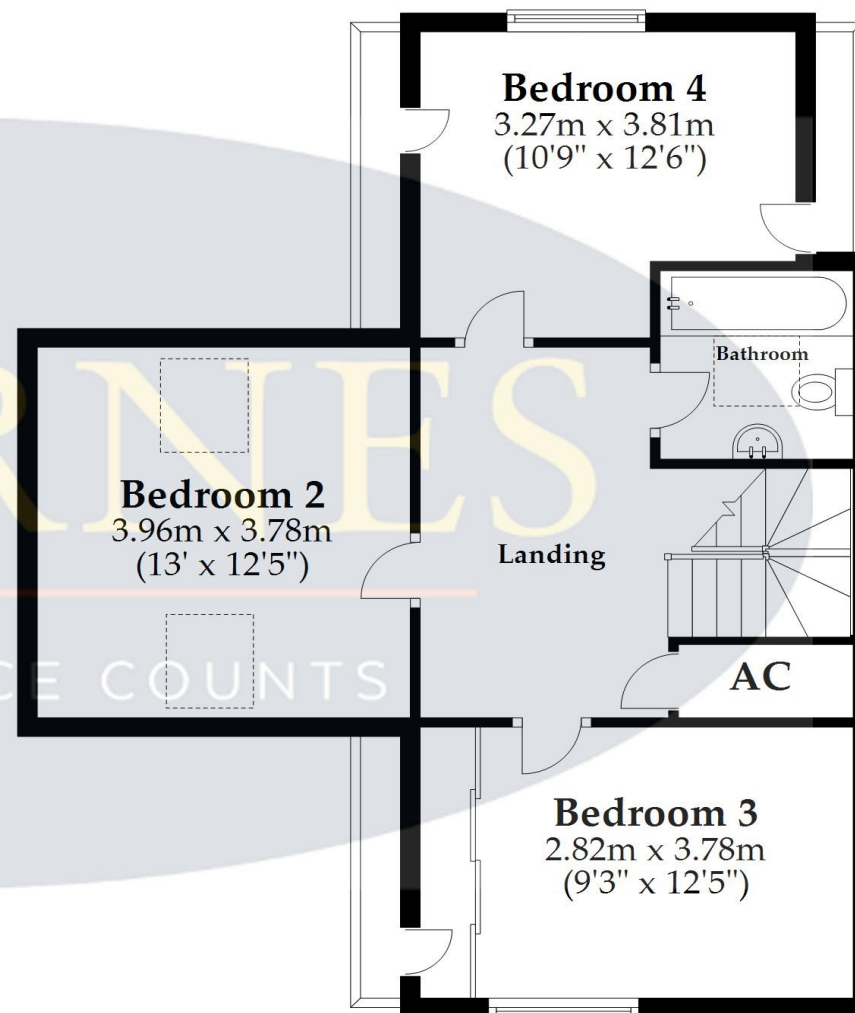 Bedroom 4
3.27m x 3.81m
(10'9" x 12'6")
Bathroom
RNES
Bedroom 2
3.96m x 3.78m
(13' x 12'5")
Landing
CE COUNTS
AC
Bedroom 3
2.82m x 3.78m
(9'3" x 12'5")